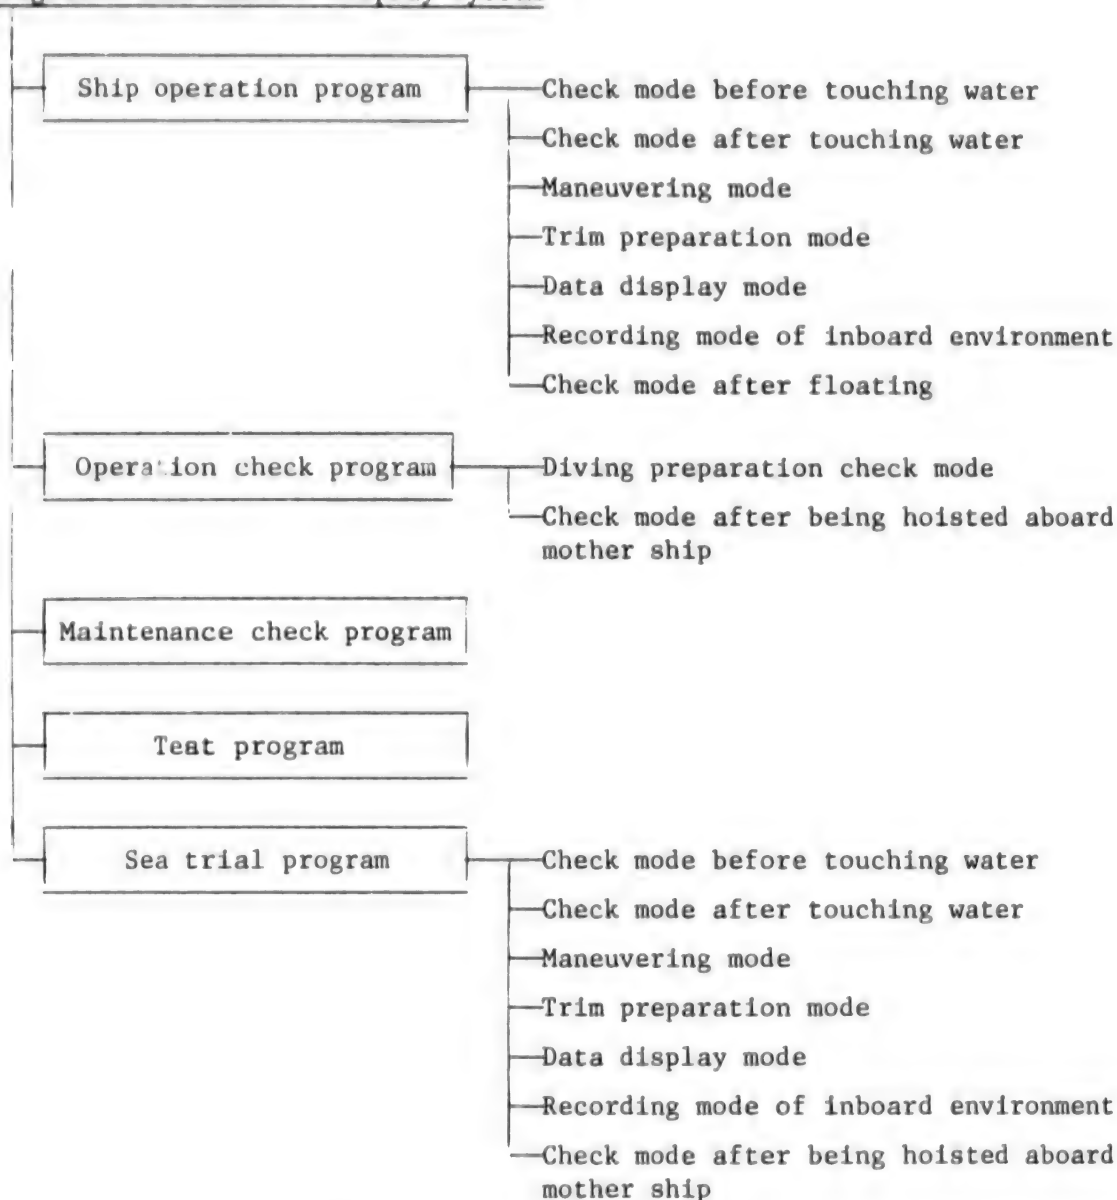 Ship operation program
Check mode before touching water
Check mode after touching water
Maneuvering mode
Trim preparation mode
Data display mode
Recording mode of inboard environment
Check mode after floating
Operation check program
Diving preparation check mode
Check mode after being hoisted aboard
mother ship
Maintenance check program
Test program
Sea trial program
Check mode before touching water
Check mode after touching water
Maneuvering mode
Trim preparation mode
Data display mode
Recording mode of inboard environment
Check mode after being hoisted aboard
mother ship